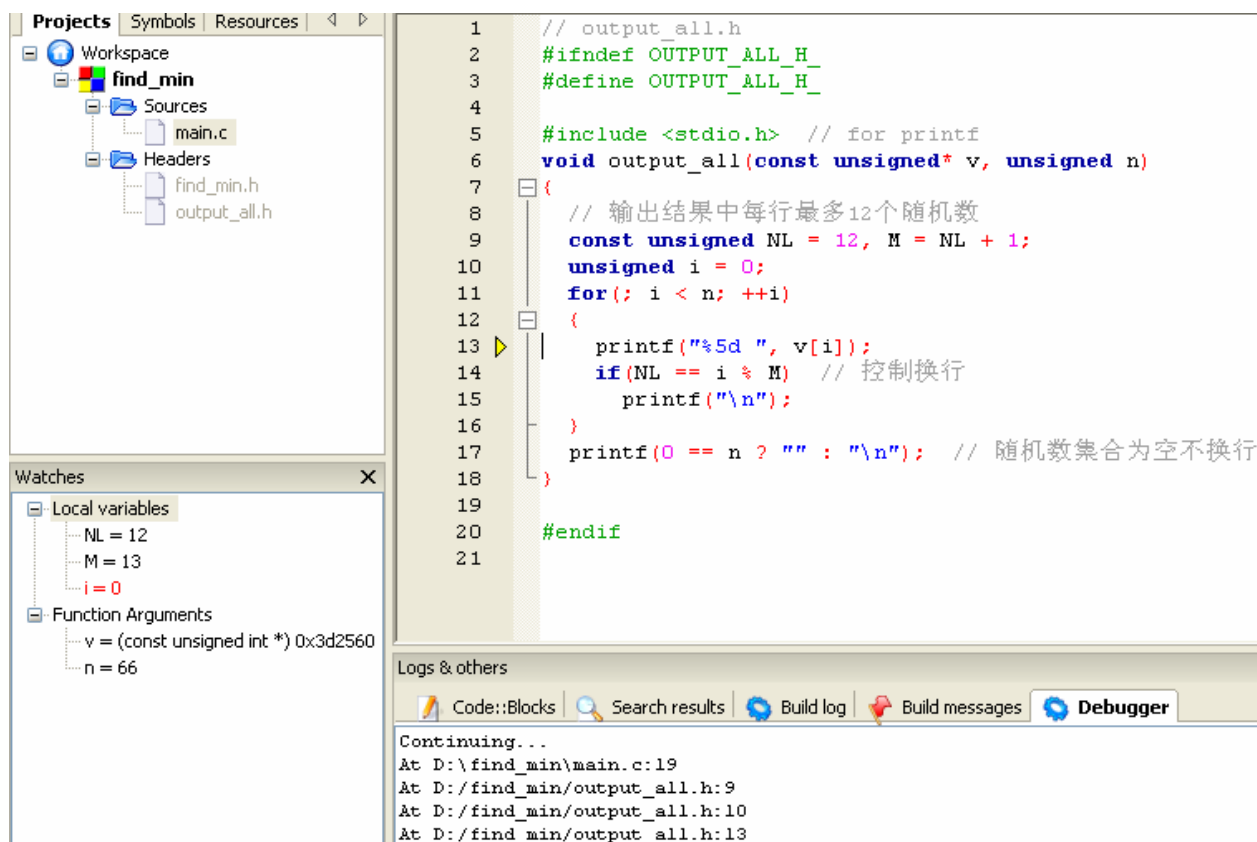 Projects Symbols Resources
Workspace
find_min
Sources
main.c
Headers
find_min.h
output_all.h
1 // output_all.h
2 #ifndef OUTPUT_ALL_H_
3 #define OUTPUT_ALL_H_
4
5 #include <stdio.h>  // for printf
6 void output_all(const unsigned* v, unsigned n)
7 {
8   // 输出结果中每行最多12个随机数
9   const unsigned NL = 12, M = NL + 1;
10   unsigned i = 0;
11   for(; i < n; ++i)
12   {
13     printf("%5d ", v[i]);
14     if(NL == i % M)  // 控制换行
15       printf("\n");
16   }
17   printf(0 == n ? "" : "\n");  // 随机数集合为空不换行
18 }
19
20 #endif
21
Watches
Local variables
NL = 12
M = 13
i = 0
Function Arguments
v = (const unsigned int *) 0x3d2560
n = 66
Logs & others
Code::Blocks Search results Build log Build messages Debugger
Continuing...
At D:\find_min\main.c:19
At D:/find_min/output_all.h:9
At D:/find_min/output_all.h:10
At D:/find_min/output_all.h:13